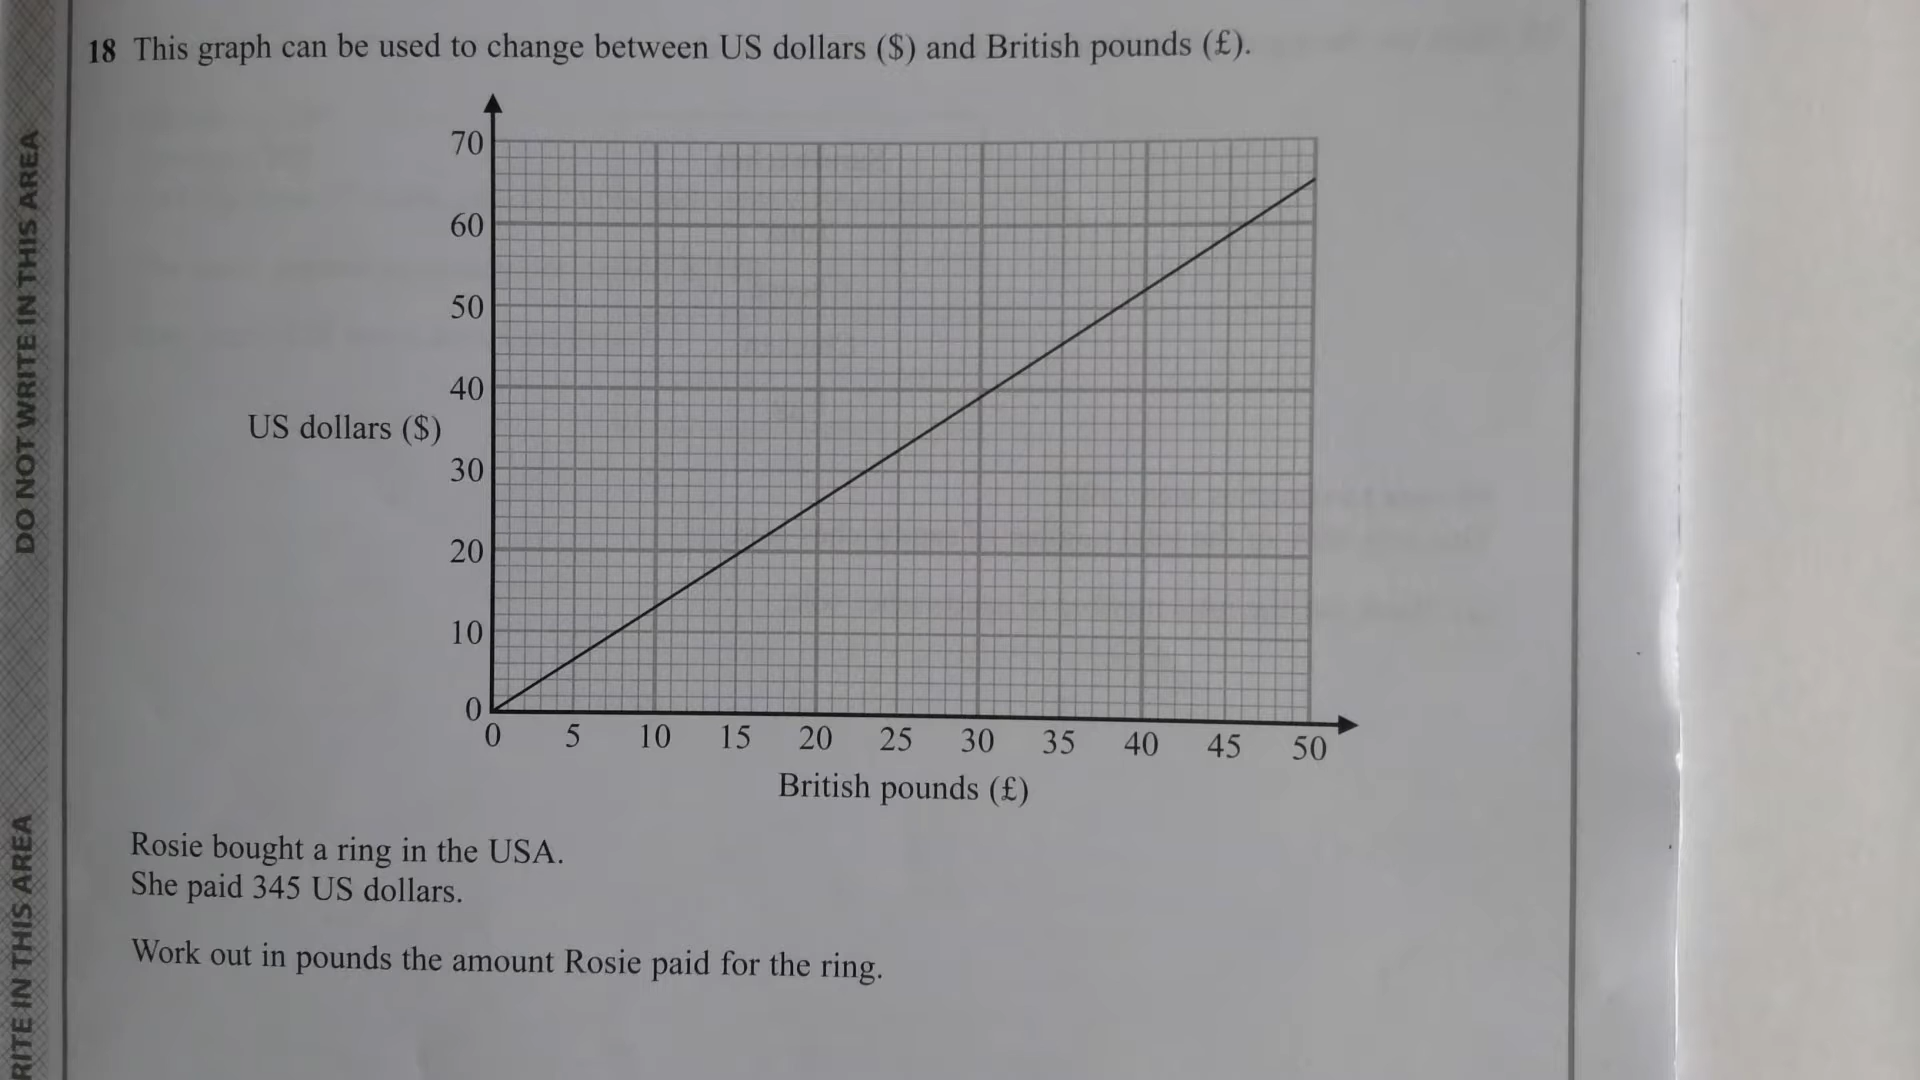 18 This graph can be used to change between US dollars ($) and British pounds (£).
70
60
50
40
US dollars ($)
30
20
10
0
0 5 10 15 20 25 30 35 40 45 50
British pounds (£)
Rosie bought a ring in the USA.
She paid 345 US dollars.
Work out in pounds the amount Rosie paid for the ring.
DO NOT WRITE IN THIS AREA
RITE IN THIS AREA